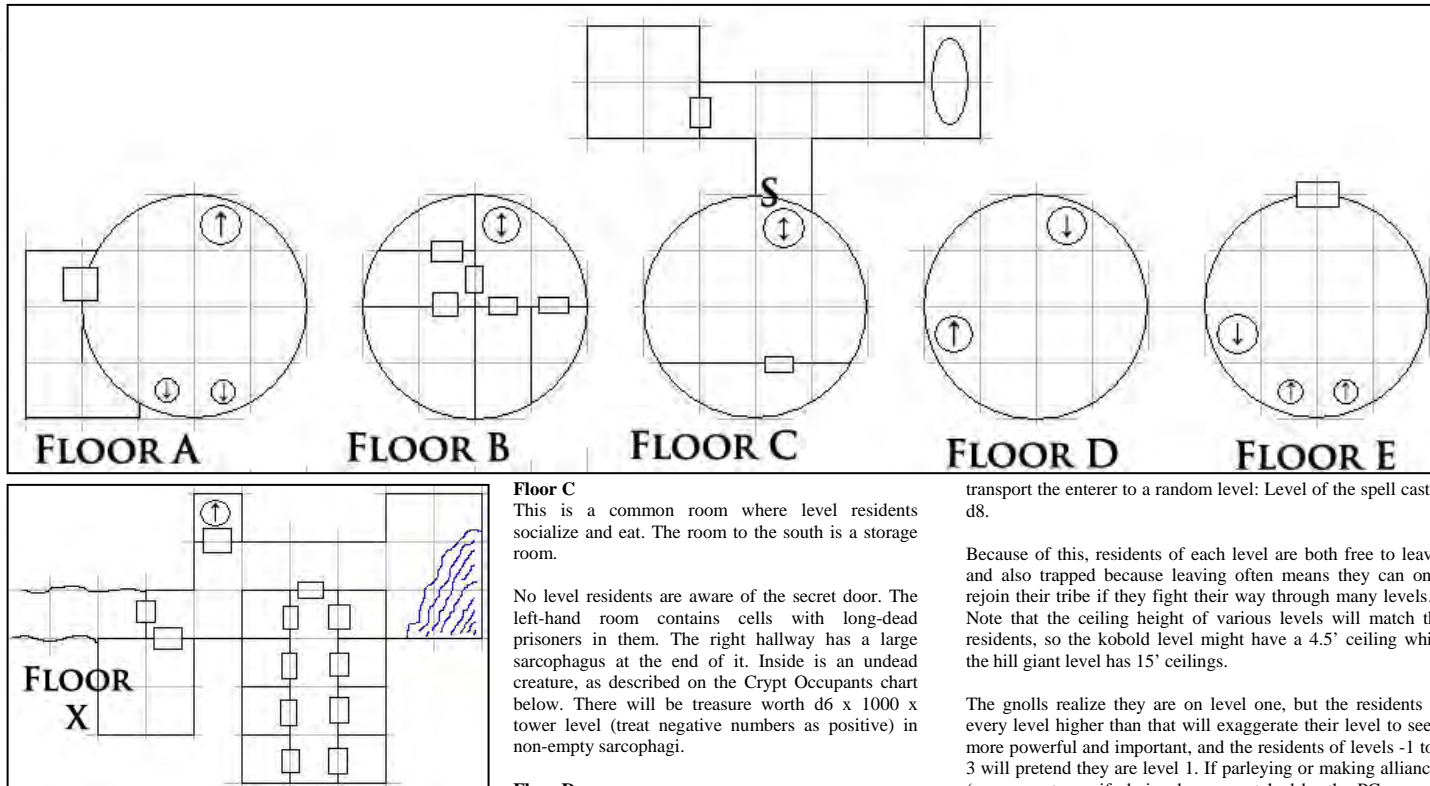 S
FLOOR A
FLOOR B
FLOOR C
FLOOR D
FLOOR E
FLOOR
X
Floor C
This is a common room where level residents
socialize and eat. The room to the south is a storage
room.
No level residents are aware of the secret door. The
left-hand room contains cells with long-dead
prisoners in them. The right hallway has a large
sarcophagus at the end of it. Inside is an undead
creature, as described on the Crypt Occupants chart
below. There will be treasure worth d6 x 1000 x
tower level (treat negative numbers as positive) in
non-empty sarcophagi.
transport the enterer to a random level: Level of the spell cast
d8.
Because of this, residents of each level are both free to leav
and also trapped because leaving often means they can on
rejoin their tribe if they fight their way through many levels.
Note that the ceiling height of various levels will match th
residents, so the kobold level might have a 4.5' ceiling whi
the hill giant level has 15' ceilings.
The gnolls realize they are on level one, but the residents
every level higher than that will exaggerate their level to see
more powerful and important, and the residents of levels -1 to
3 will pretend they are level 1. If parleying or making allianc